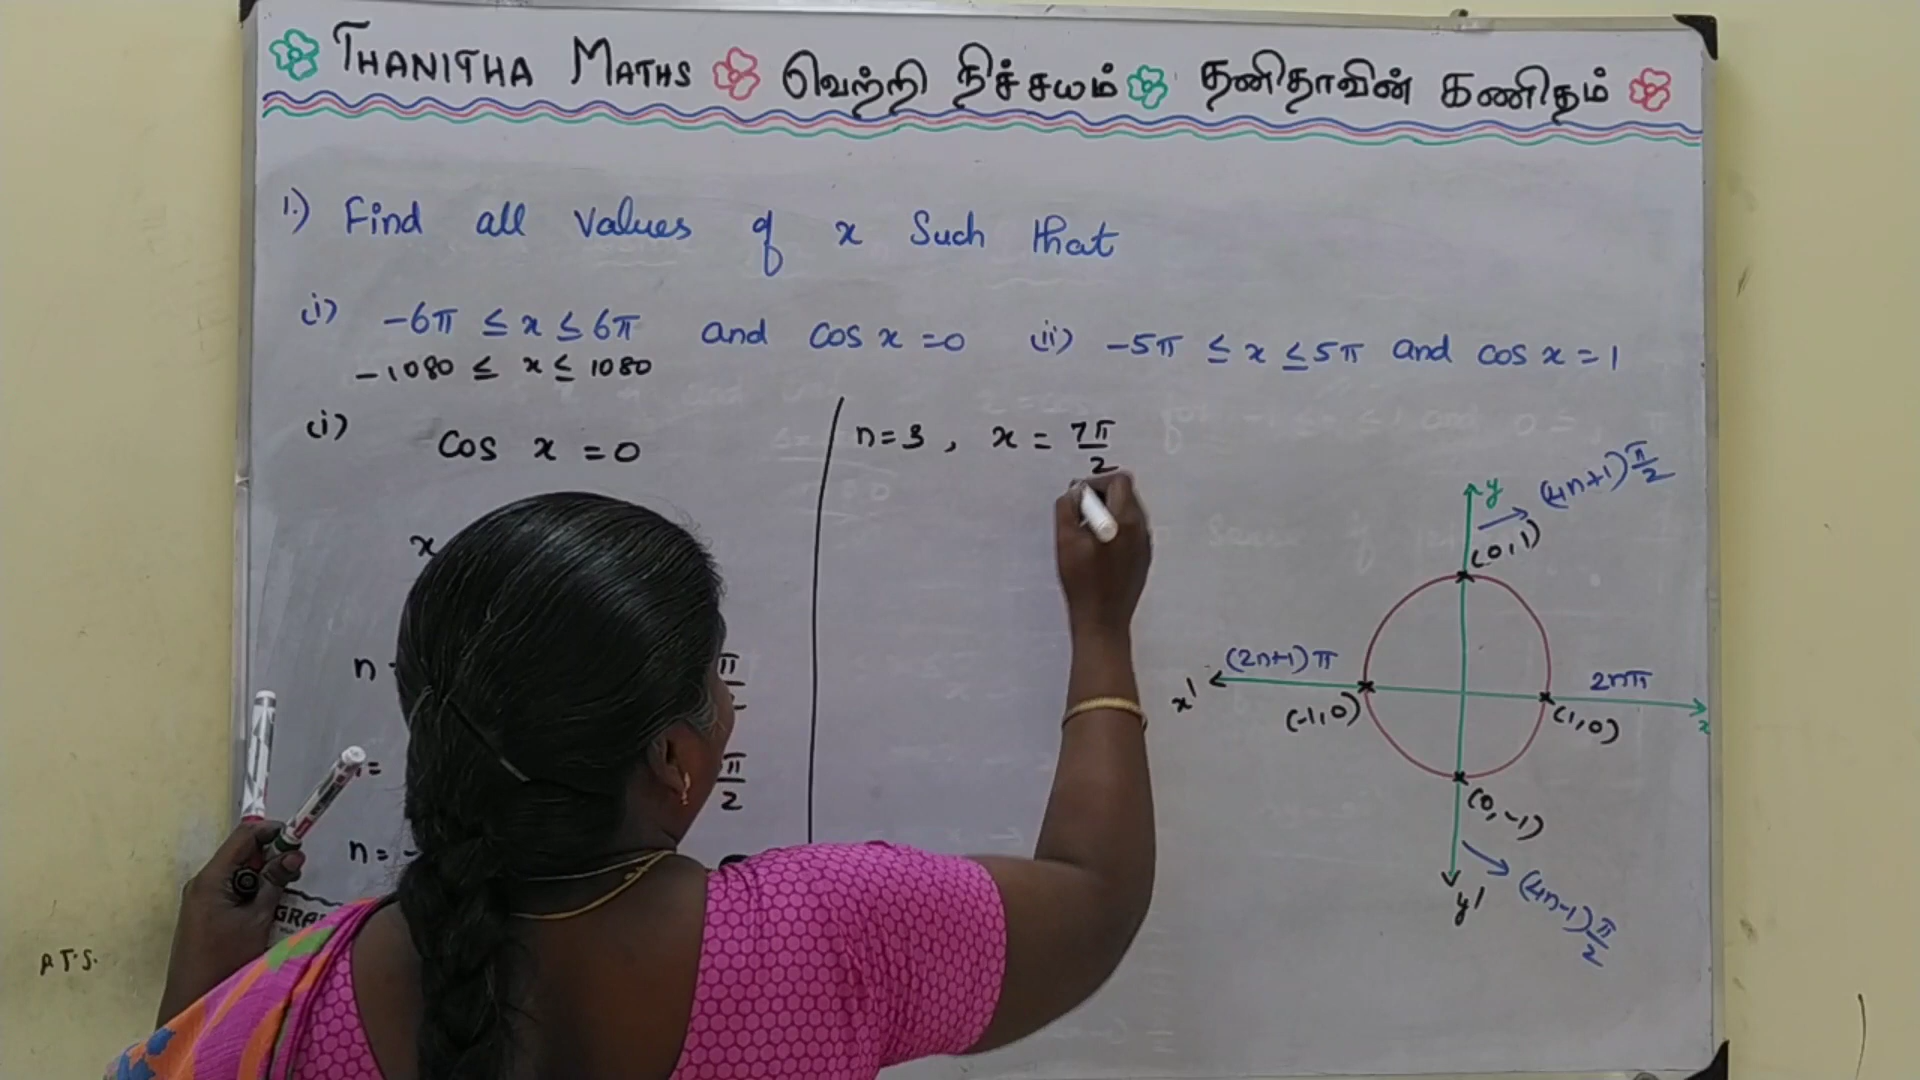 THANITHA MATHS வெற்றி நிச்சயம் தனிதாவின் கணிதம்
1.) Find all values of x Such that
(i) -6π ≤ x ≤ 6π and cos x = 0 (ii) -5π ≤ x ≤ 5π and cos x = 1
-1080 ≤ x ≤ 1080
(i) cos x = 0
x
n
π
=
π/2
n = -
n=3, x = 7π/2
y
(4n+1) π/2
(0,1)
(2n+1) π
2nπ
x'
(-1,0)
(1,0)
x
(0,-1)
y'
(4n-1) π/2
GRA
A.T.S.